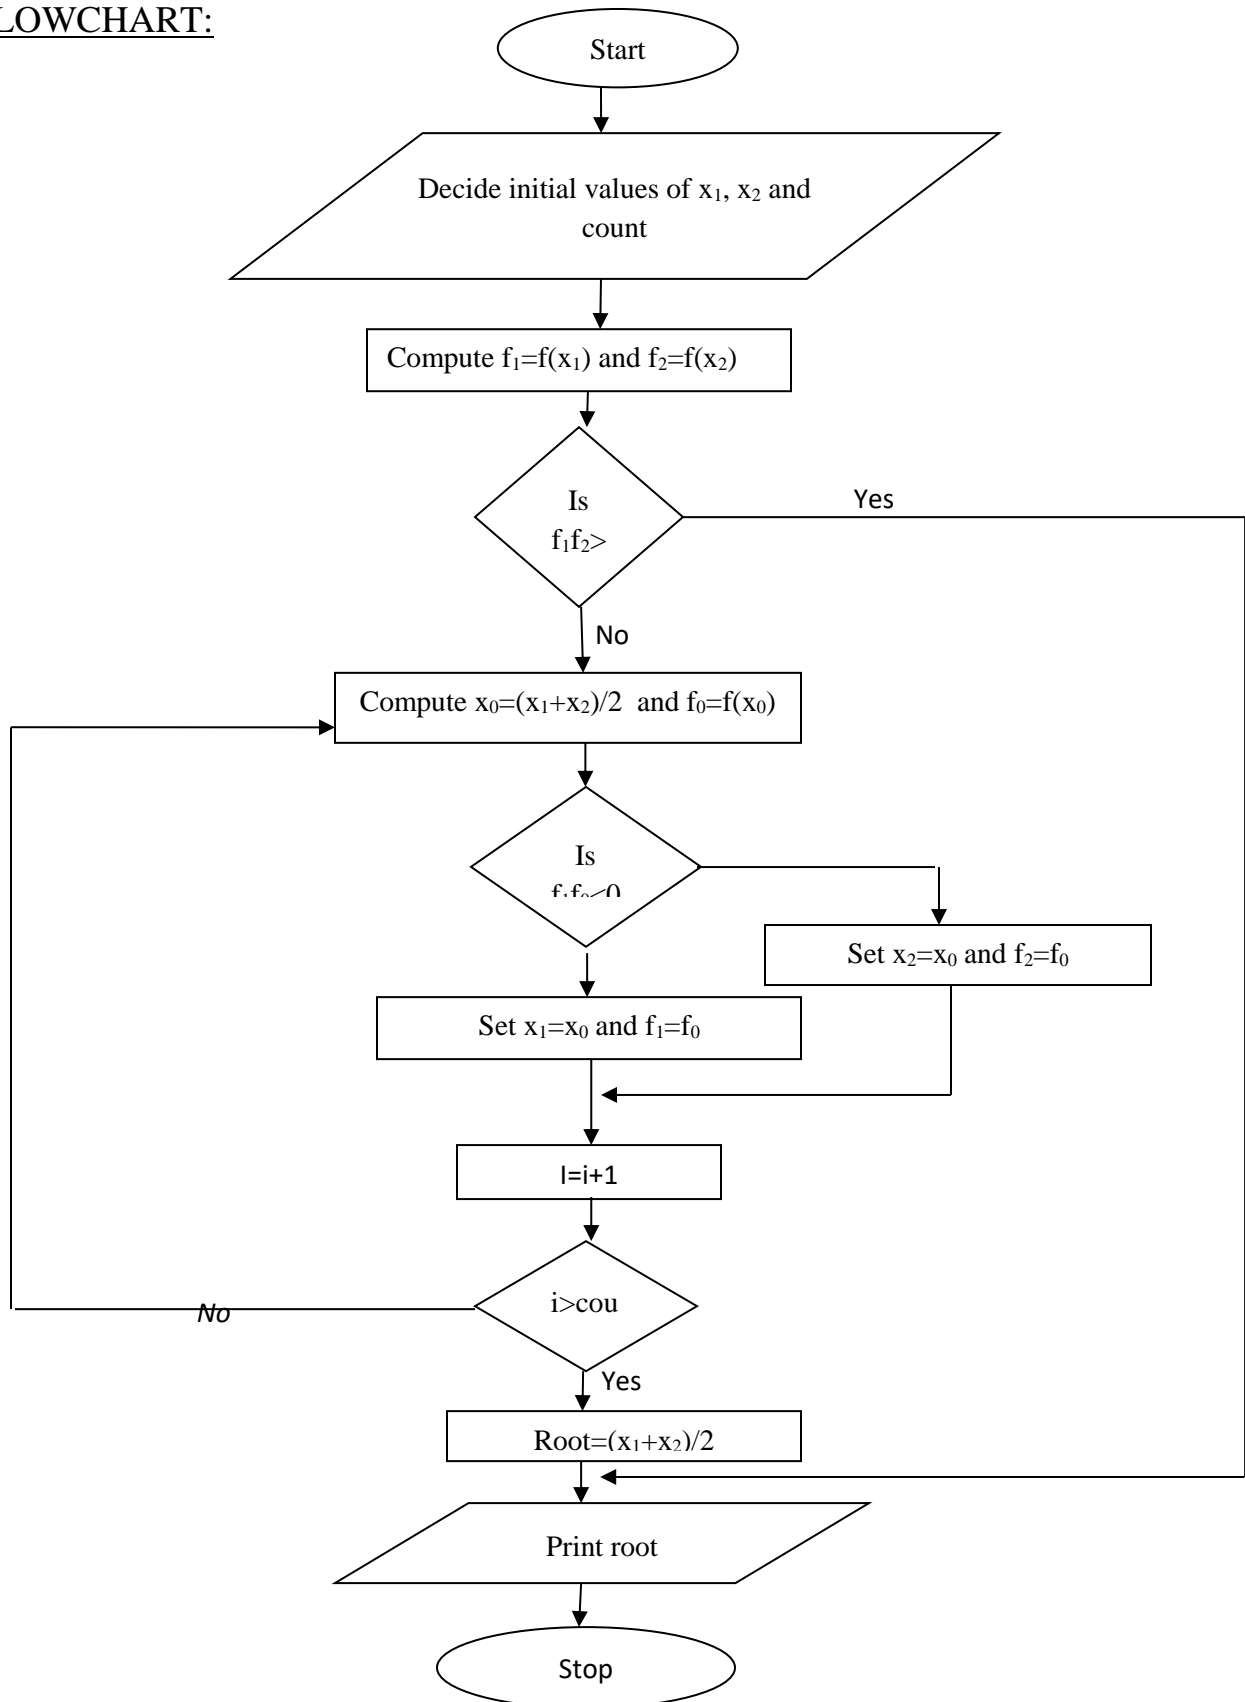 LOWCHART:
Start
Decide initial values of x₁, x₂ and
count
Compute f₁=f(x₁) and f₂=f(x₂)
Is
f₁f₂>
Yes
No
Compute x₀=(x₁+x₂)/2 and f₀=f(x₀)
Is
f₁f₀<0
Set x₂=x₀ and f₂=f₀
Set x₁=x₀ and f₁=f₀
I=i+1
i>cou
No
Yes
Root=(x₁+x₂)/2
Print root
Stop